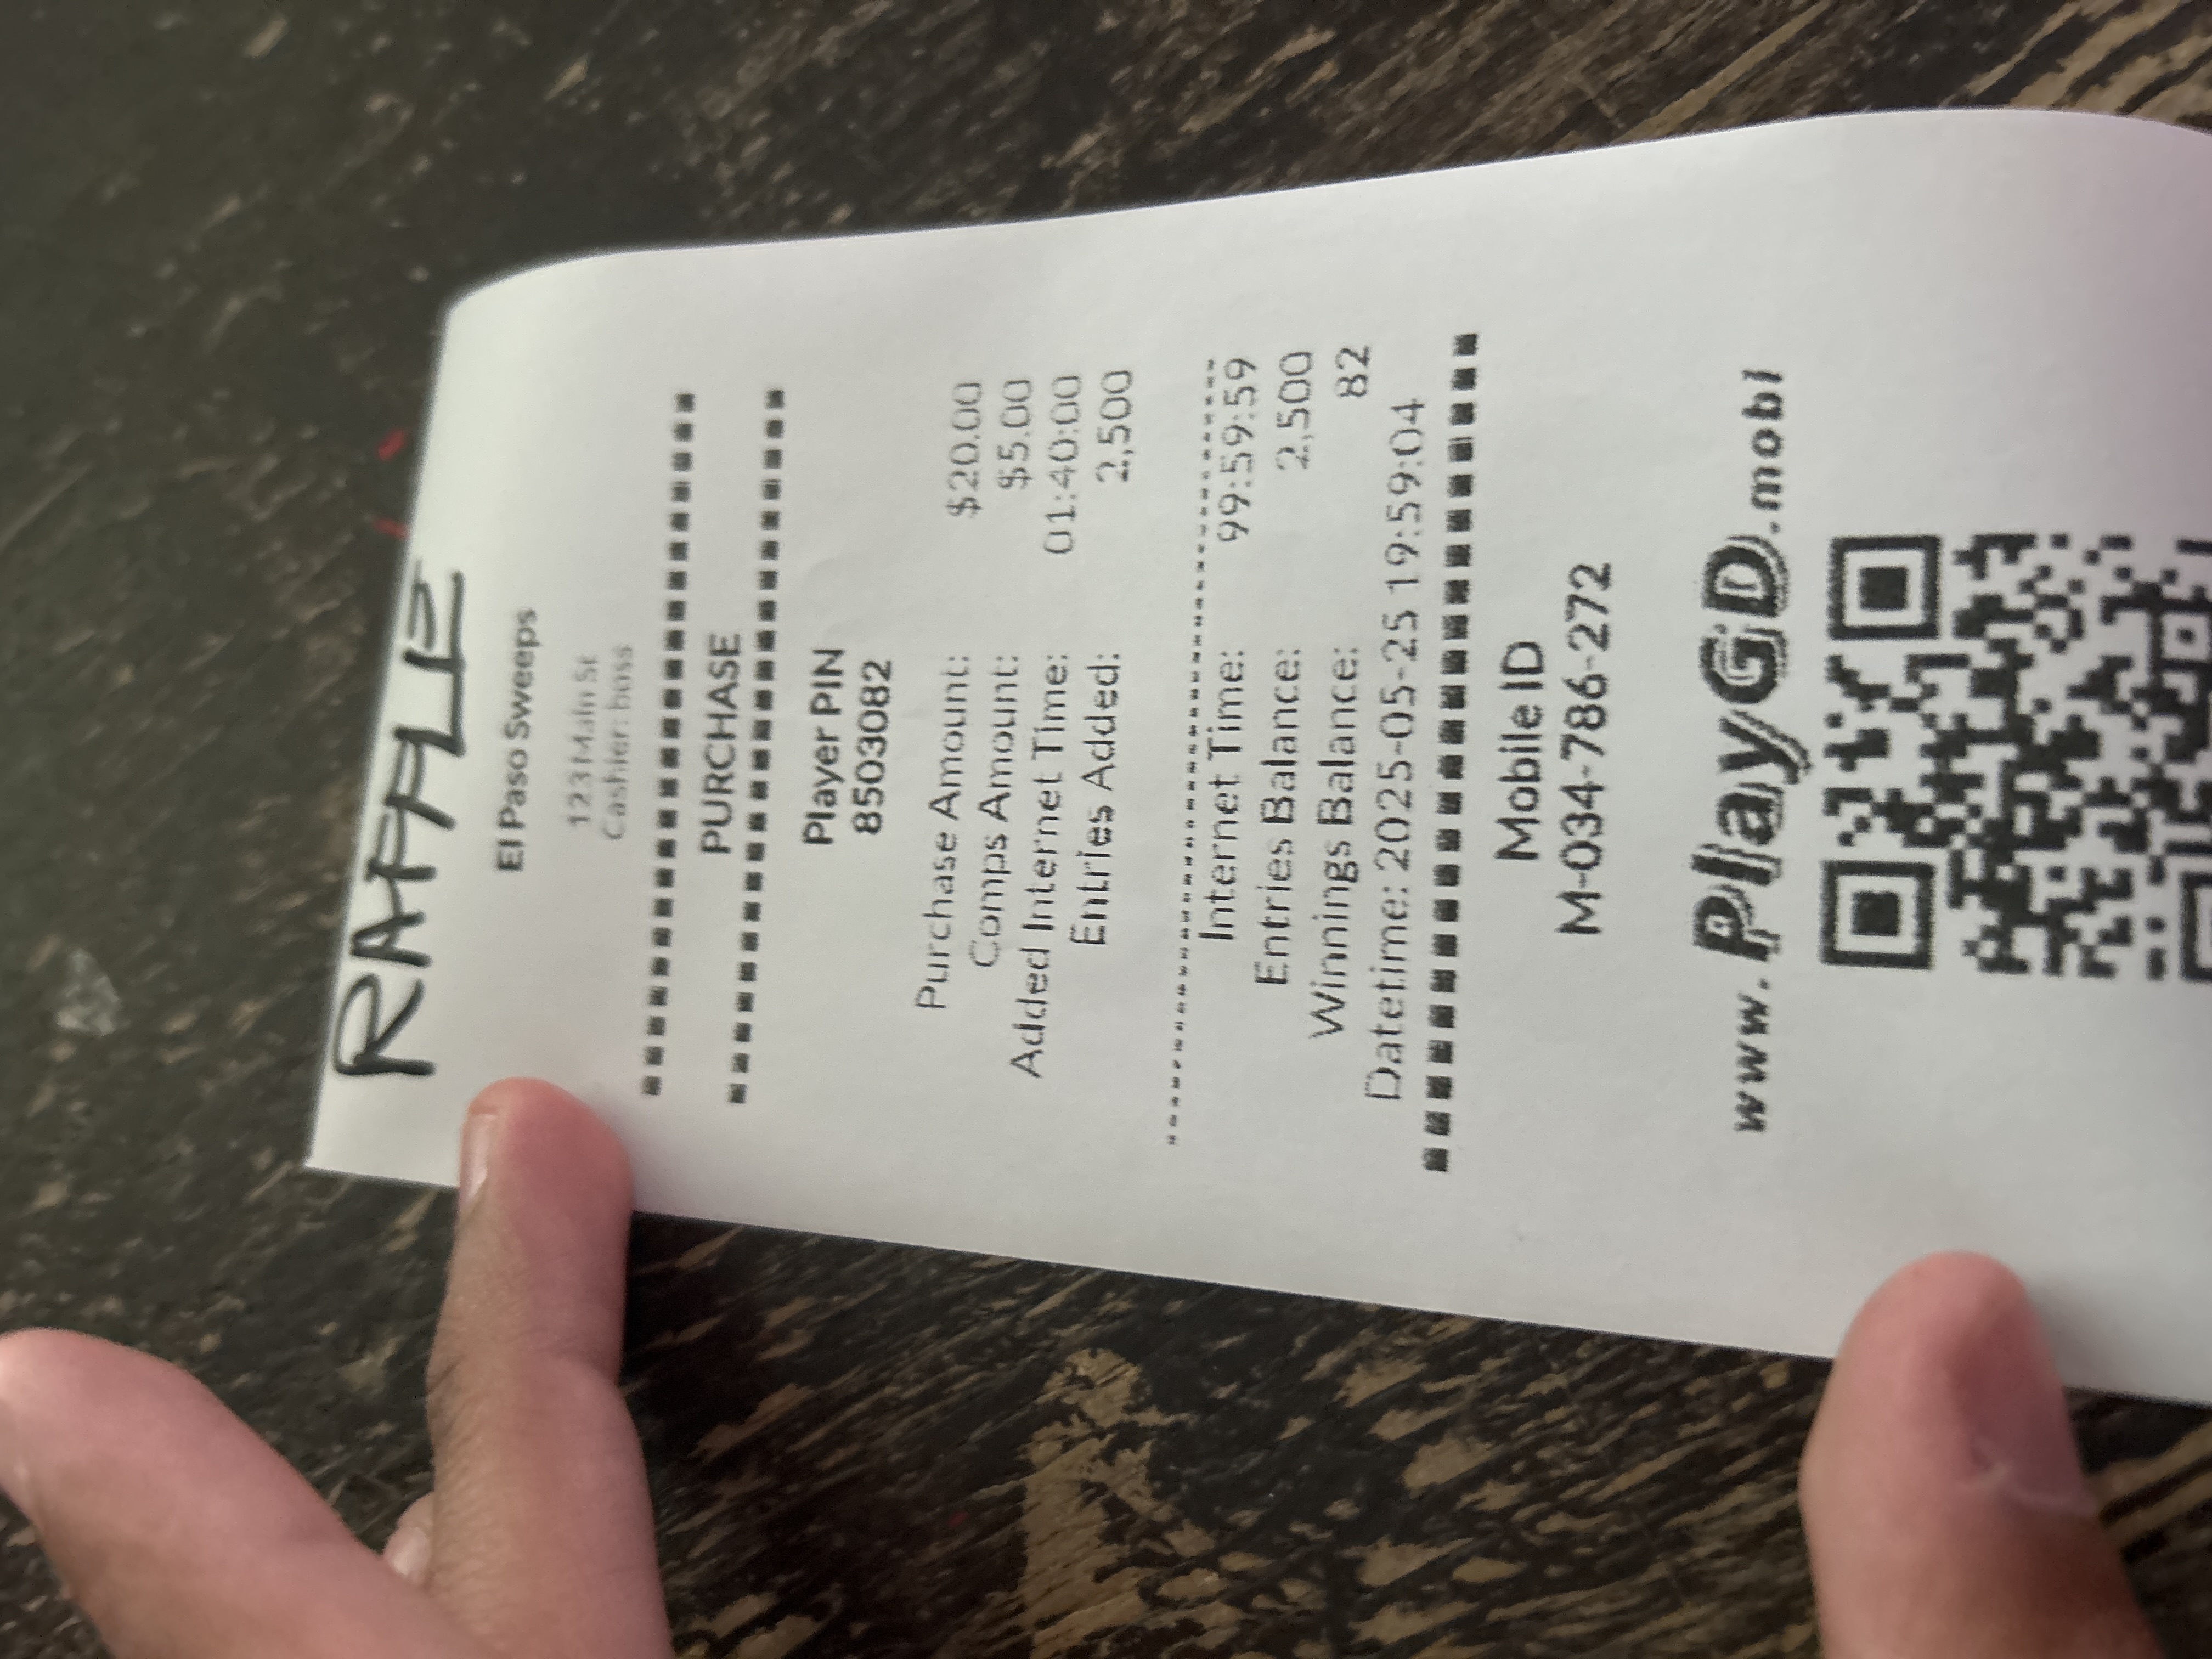 RAFFLE
El Paso Sweeps
123 Main St
Cashier: boss
PURCHASE
Player PIN
8503082
Purchase Amount: $20.00
Comps Amount: $5.00
Added Internet Time: 01:40:00
Entries Added: 2,500
Internet Time: 99:59:59
Entries Balance: 2,500
Winnings Balance: 82
Datetime: 2025-05-25 19:59:04
Mobile ID
M-034-786-272
www.PlayGD.mobi